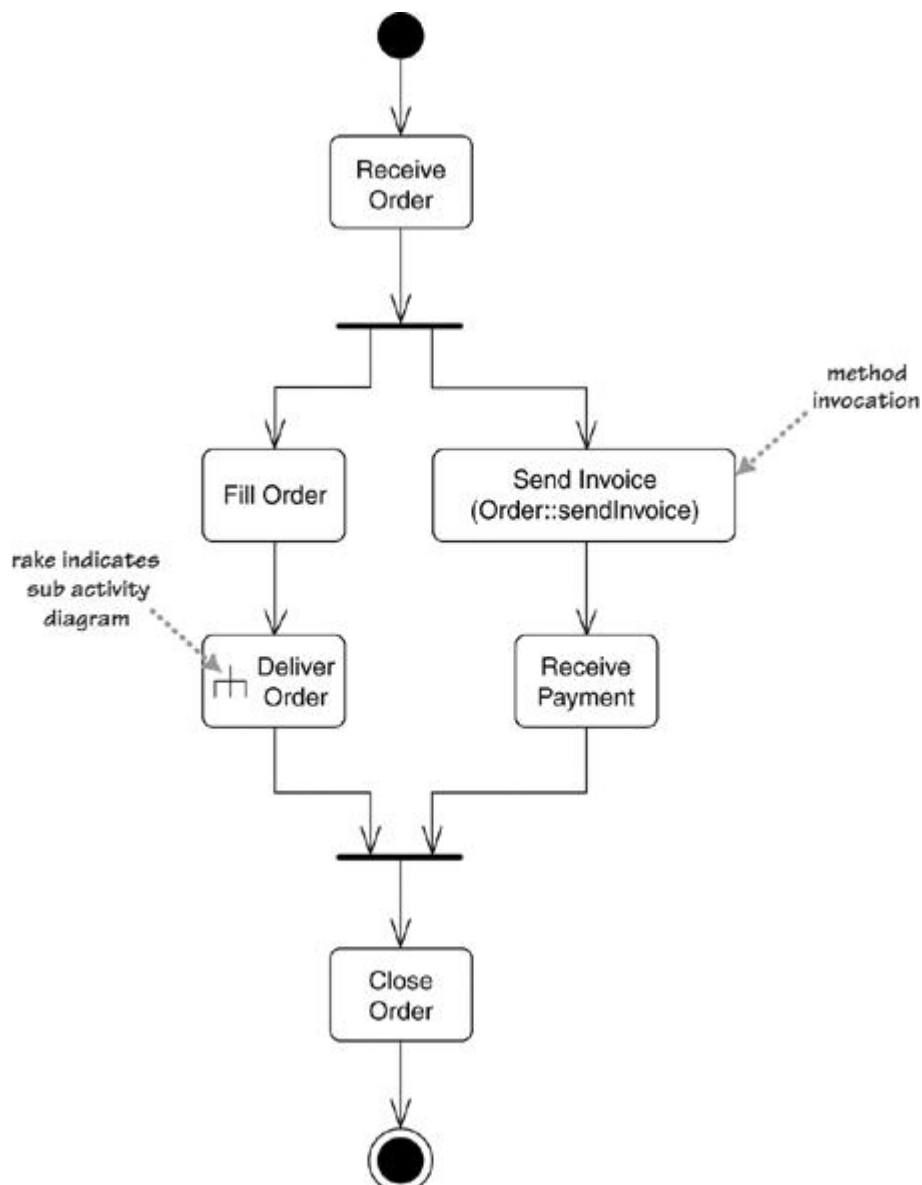 Receive
Order
method
invocation
Fill Order
Send Invoice
(Order::sendInvoice)
rake indicates
sub activity
diagram
Deliver
Order
Receive
Payment
Close
Order